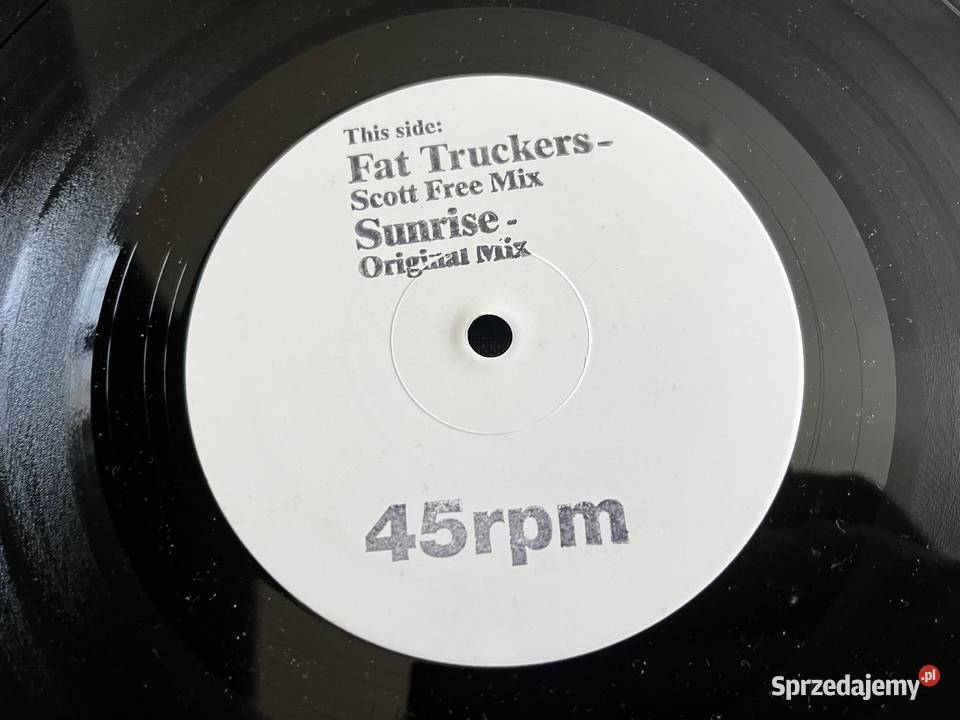 This side:
Fat Truckers -
Scott Free Mix
Sunrise -
Original Mix
45rpm
Sprzedajemy.pl